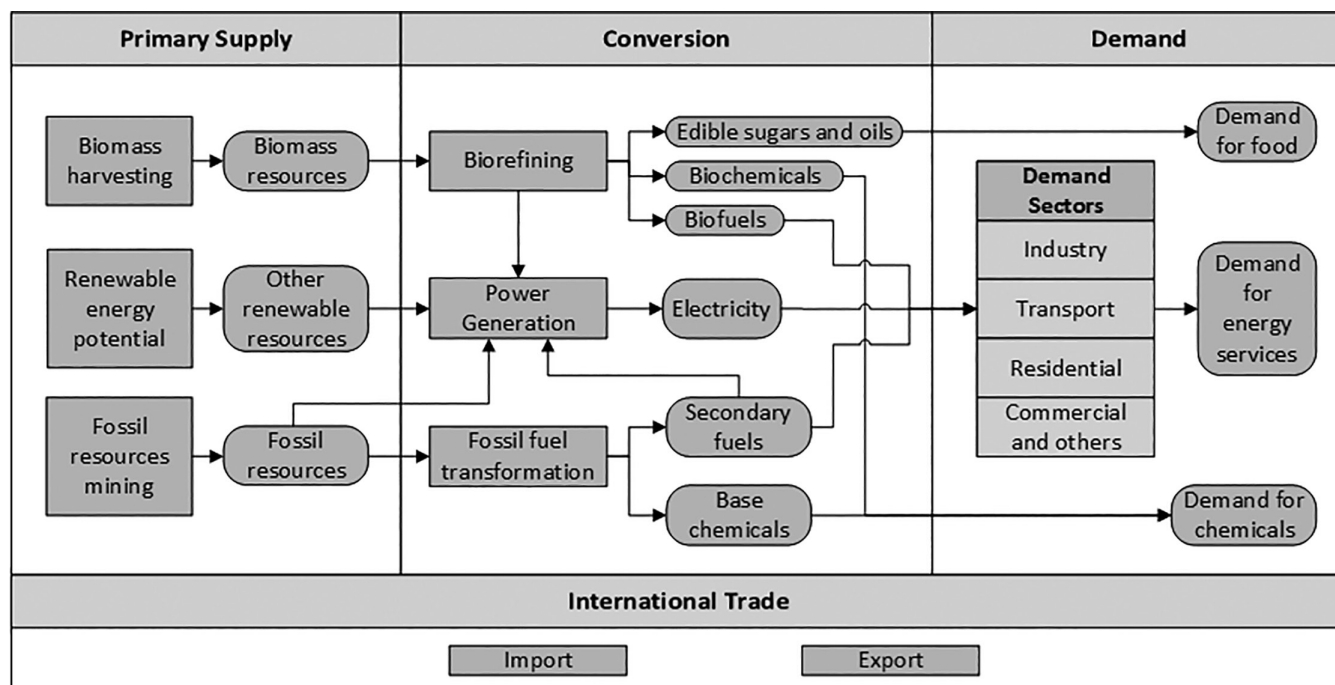 Primary Supply
Conversion
Demand
Biomass
harvesting
Biomass
resources
Biorefining
Edible sugars and oils
Biochemicals
Biofuels
Demand
for food
Demand
Sectors
Industry
Transport
Residential
Commercial
and others
Renewable
energy
potential
Other
renewable
resources
Power
Generation
Electricity
Demand
for
energy
services
Fossil
resources
mining
Fossil
resources
Fossil fuel
transformation
Secondary
fuels
Base
chemicals
Demand for
chemicals
International Trade
Import
Export